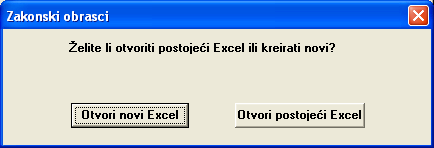 Zakonski obrasci
Želite li otvoriti postojeći Excel ili kreirati novi?
Otvori novi Excel
Otvori postojeći Excel